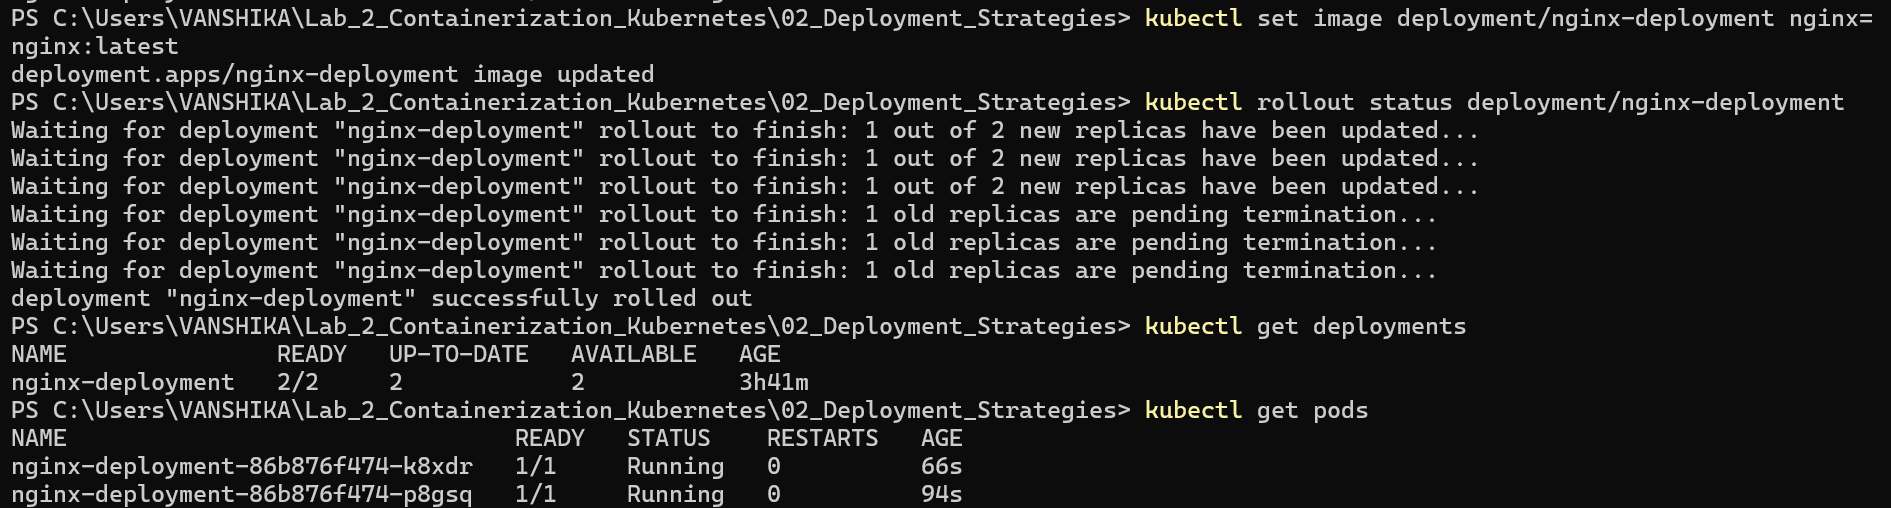 PS C:\Users\VANSHIKA\Lab_2_Containerization_Kubernetes\02_Deployment_Strategies> kubectl set image deployment/nginx-deployment nginx=
nginx:latest
deployment.apps/nginx-deployment image updated
PS C:\Users\VANSHIKA\Lab_2_Containerization_Kubernetes\02_Deployment_Strategies> kubectl rollout status deployment/nginx-deployment
Waiting for deployment "nginx-deployment" rollout to finish: 1 out of 2 new replicas have been updated...
Waiting for deployment "nginx-deployment" rollout to finish: 1 out of 2 new replicas have been updated...
Waiting for deployment "nginx-deployment" rollout to finish: 1 out of 2 new replicas have been updated...
Waiting for deployment "nginx-deployment" rollout to finish: 1 old replicas are pending termination...
Waiting for deployment "nginx-deployment" rollout to finish: 1 old replicas are pending termination...
Waiting for deployment "nginx-deployment" rollout to finish: 1 old replicas are pending termination...
deployment "nginx-deployment" successfully rolled out
PS C:\Users\VANSHIKA\Lab_2_Containerization_Kubernetes\02_Deployment_Strategies> kubectl get deployments
NAME               READY   UP-TO-DATE   AVAILABLE   AGE
nginx-deployment   2/2     2            2           3h41m
PS C:\Users\VANSHIKA\Lab_2_Containerization_Kubernetes\02_Deployment_Strategies> kubectl get pods
NAME                                READY   STATUS    RESTARTS   AGE
nginx-deployment-86b876f474-k8xdr   1/1     Running   0          66s
nginx-deployment-86b876f474-p8gsq   1/1     Running   0          94s